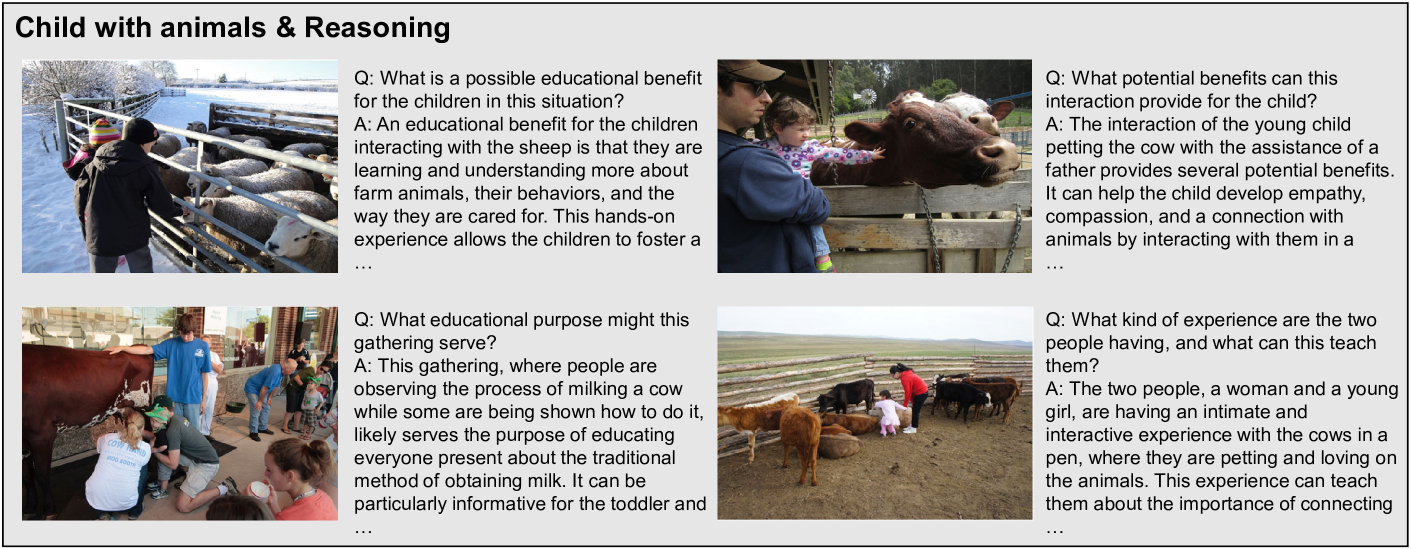 Child with animals & Reasoning
Q: What is a possible educational benefit
for the children in this situation?
A: An educational benefit for the children
interacting with the sheep is that they are
learning and understanding more about
farm animals, their behaviors, and the
way they are cared for. This hands-on
experience allows the children to foster a
…
Q: What potential benefits can this
interaction provide for the child?
A: The interaction of the young child
petting the cow with the assistance of a
father provides several potential benefits.
It can help the child develop empathy,
compassion, and a connection with
animals by interacting with them in a
…
Q: What educational purpose might this
gathering serve?
A: This gathering, where people are
observing the process of milking a cow
while some are being shown how to do it,
likely serves the purpose of educating
everyone present about the traditional
method of obtaining milk. It can be
particularly informative for the toddler and
…
Q: What kind of experience are the two
people having, and what can this teach
them?
A: The two people, a woman and a young
girl, are having an intimate and
interactive experience with the cows in a
pen, where they are petting and loving on
the animals. This experience can teach
them about the importance of connecting
…